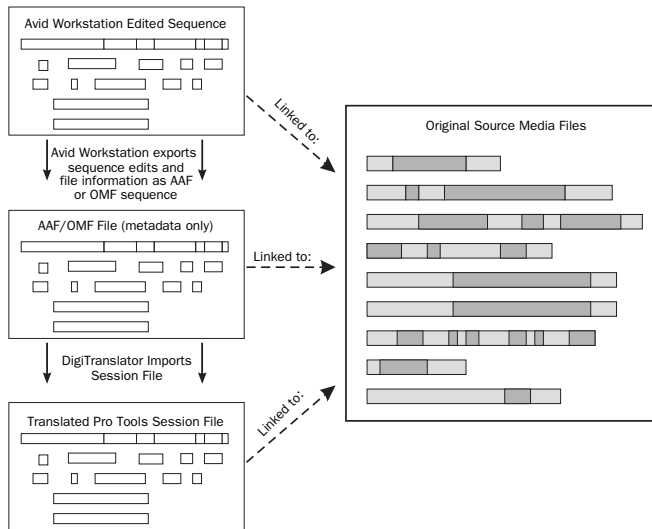 Avid Workstation Edited Sequence
Linked to:
Original Source Media Files
Avid Workstation exports
sequence edits and
file information as AAF
or OMF sequence
AAF/OMF File (metadata only)
Linked to:
DigiTranslator Imports
Session File
Translated Pro Tools Session File
Linked to: